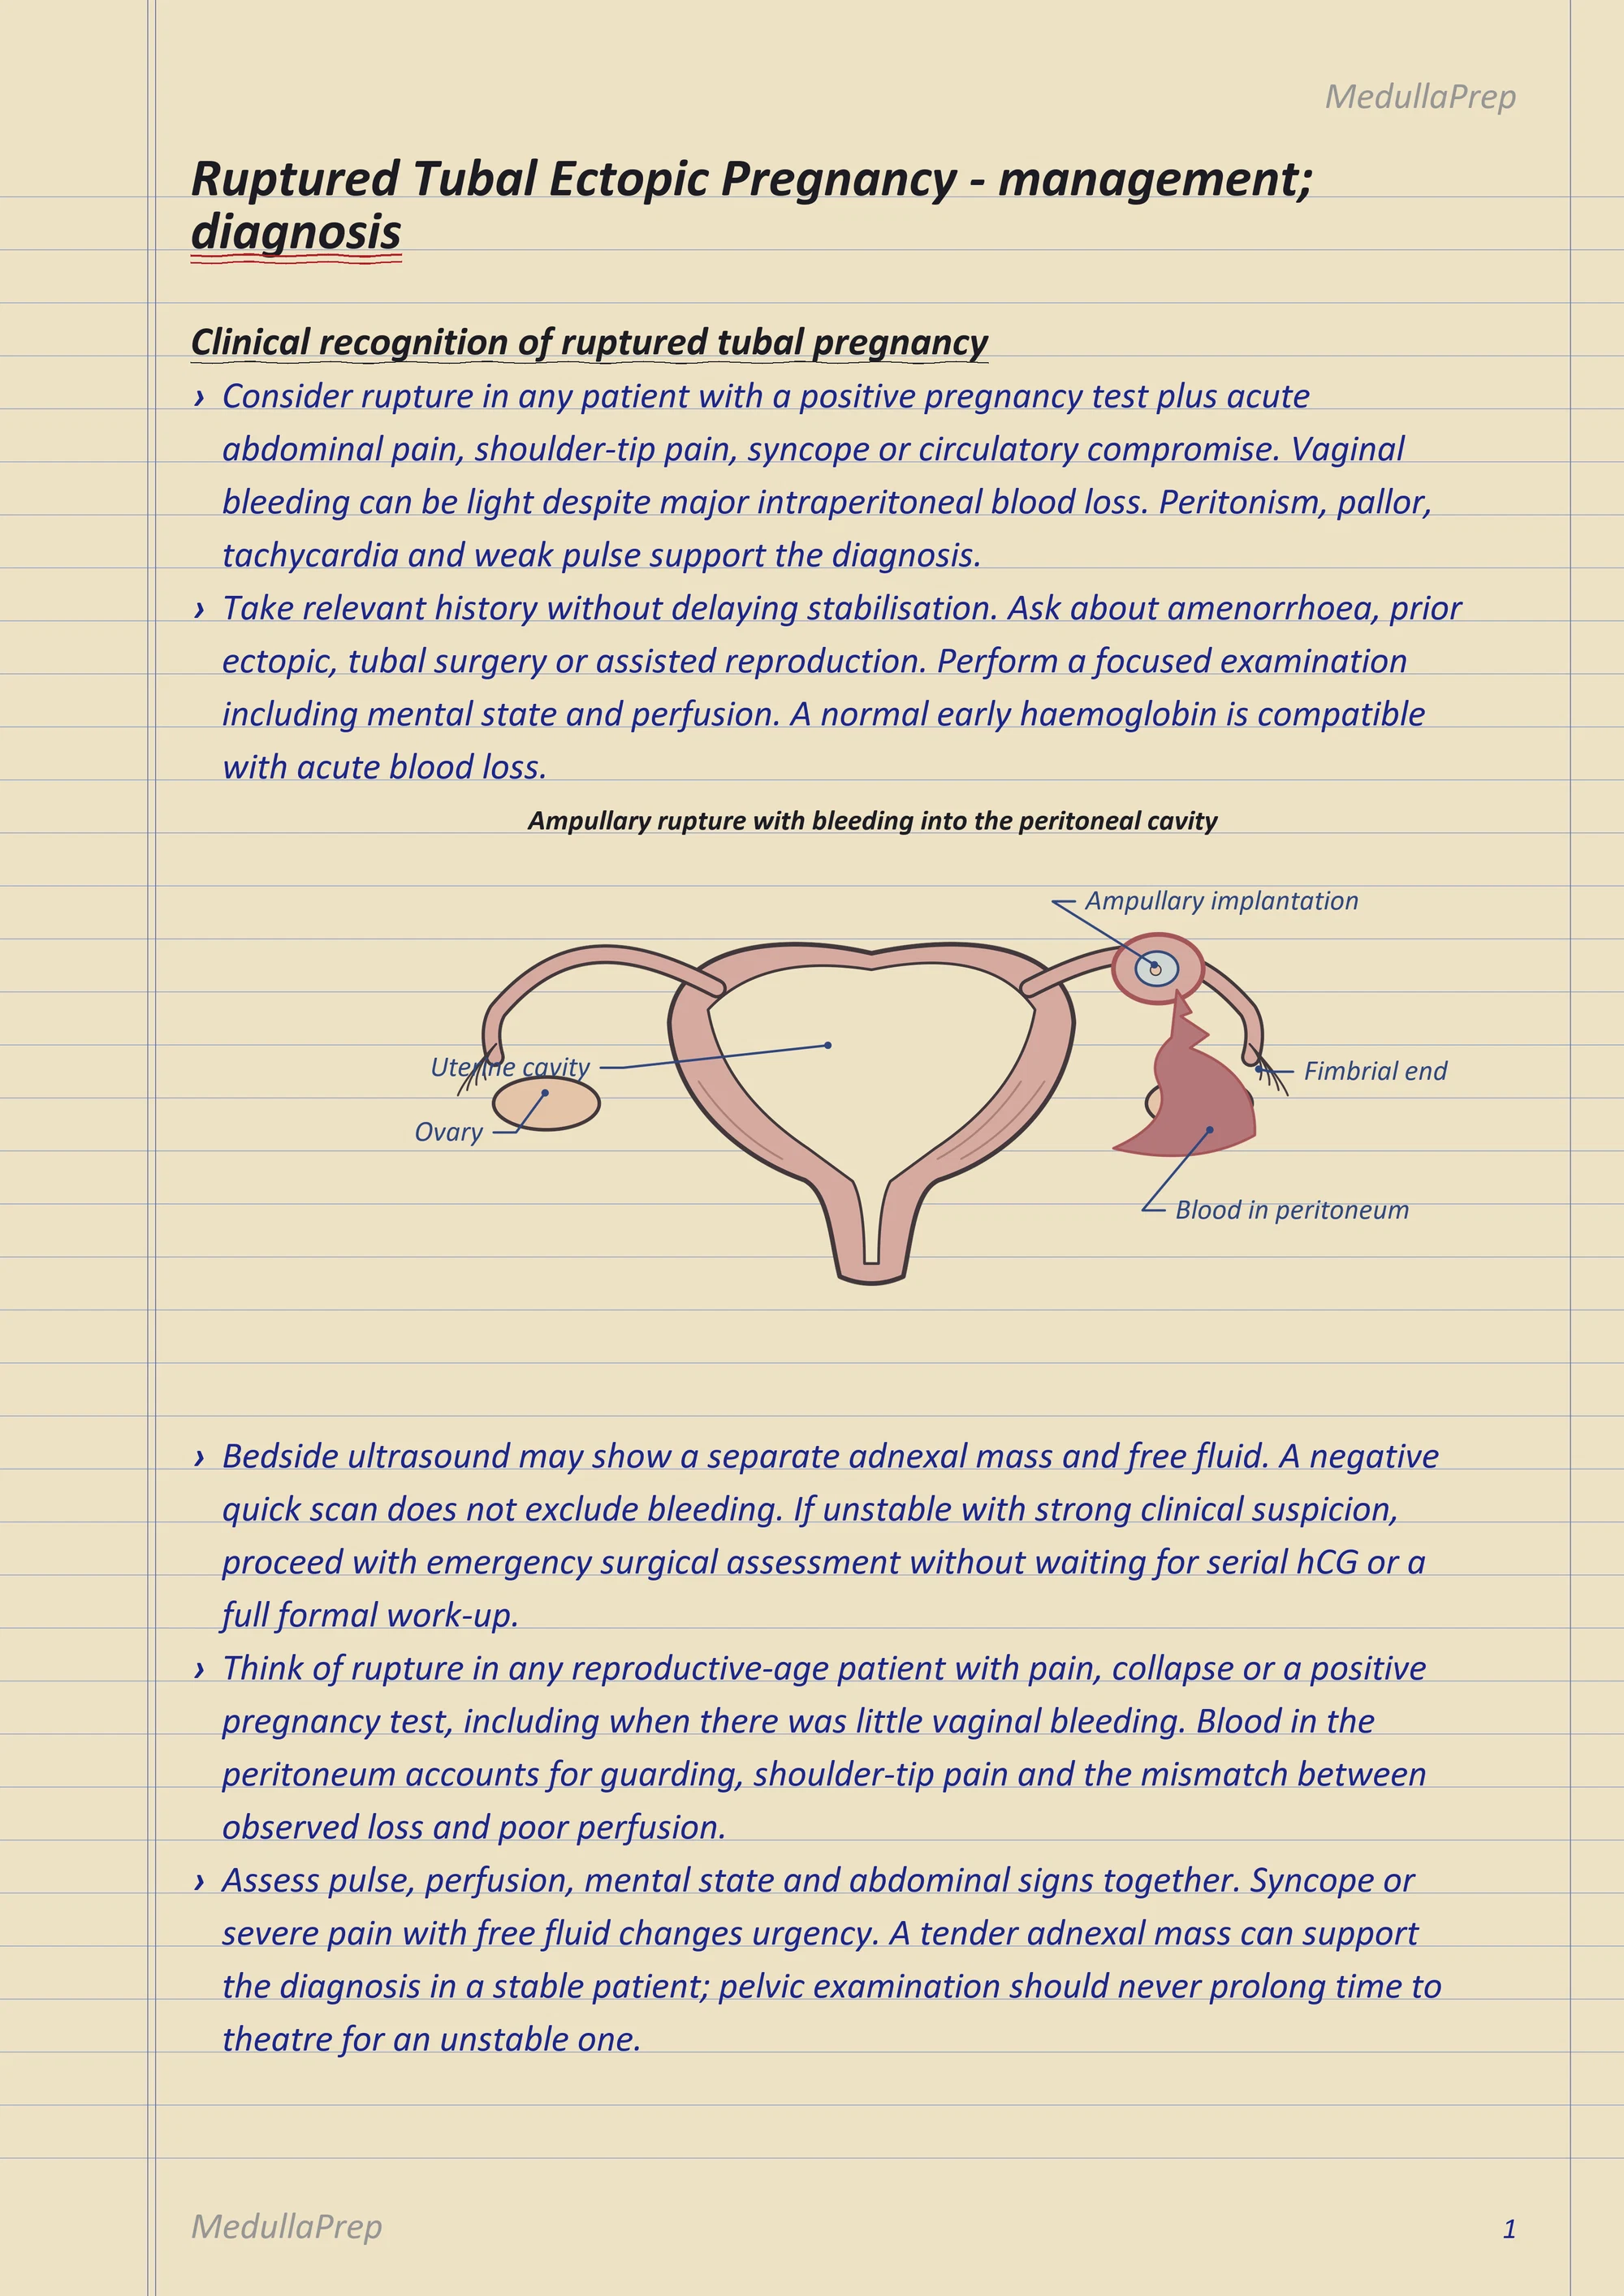 MedullaPrep
Ruptured Tubal Ectopic Pregnancy - management;
diagnosis
Clinical recognition of ruptured tubal pregnancy
› Consider rupture in any patient with a positive pregnancy test plus acute
abdominal pain, shoulder-tip pain, syncope or circulatory compromise. Vaginal
bleeding can be light despite major intraperitoneal blood loss. Peritonism, pallor,
tachycardia and weak pulse support the diagnosis.
› Take relevant history without delaying stabilisation. Ask about amenorrhoea, prior
ectopic, tubal surgery or assisted reproduction. Perform a focused examination
including mental state and perfusion. A normal early haemoglobin is compatible
with acute blood loss.
Ampullary rupture with bleeding into the peritoneal cavity
Ampullary implantation
Uterine cavity
Fimbrial end
Ovary
Blood in peritoneum
› Bedside ultrasound may show a separate adnexal mass and free fluid. A negative
quick scan does not exclude bleeding. If unstable with strong clinical suspicion,
proceed with emergency surgical assessment without waiting for serial hCG or a
full formal work-up.
› Think of rupture in any reproductive-age patient with pain, collapse or a positive
pregnancy test, including when there was little vaginal bleeding. Blood in the
peritoneum accounts for guarding, shoulder-tip pain and the mismatch between
observed loss and poor perfusion.
› Assess pulse, perfusion, mental state and abdominal signs together. Syncope or
severe pain with free fluid changes urgency. A tender adnexal mass can support
the diagnosis in a stable patient; pelvic examination should never prolong time to
theatre for an unstable one.
MedullaPrep
1